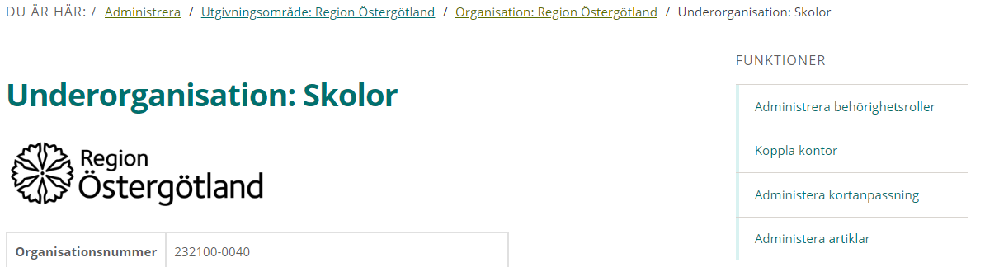 DU ÄR HÄR: / Administrera / Utgivningsområde: Region Östergötland / Organisation: Region Östergötland / Underorganisation: Skolor
Underorganisation: Skolor
Region
Östergötland
Organisationsnummer 232100-0040
FUNKTIONER
Administrera behörighetsroller
Koppla kontor
Administera kortanpassning
Administera artiklar